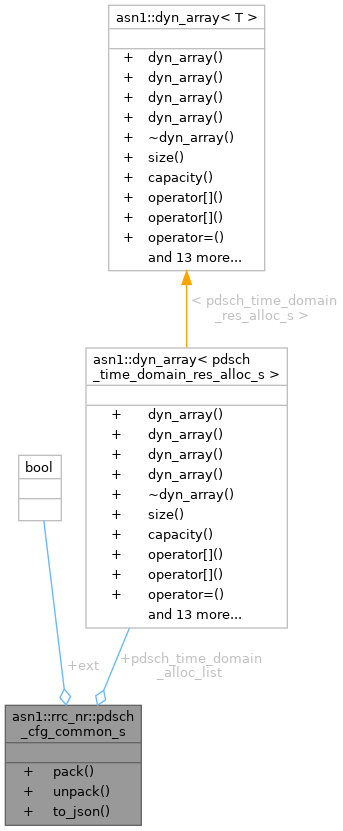 asn1::dyn_array< T >
+ dyn_array()
+ dyn_array()
+ dyn_array()
+ dyn_array()
+ ~dyn_array()
+ size()
+ capacity()
+ operator[]()
+ operator[]()
+ operator=()
and 13 more...
< pdsch_time_domain
_res_alloc_s >
asn1::dyn_array< pdsch
_time_domain_res_alloc_s >
+ dyn_array()
+ dyn_array()
+ dyn_array()
+ dyn_array()
+ ~dyn_array()
+ size()
+ capacity()
+ operator[]()
+ operator[]()
+ operator=()
and 13 more...
bool
+ext
+pdsch_time_domain
_alloc_list
asn1::rrc_nr::pdsch
_cfg_common_s
+ pack()
+ unpack()
+ to_json()